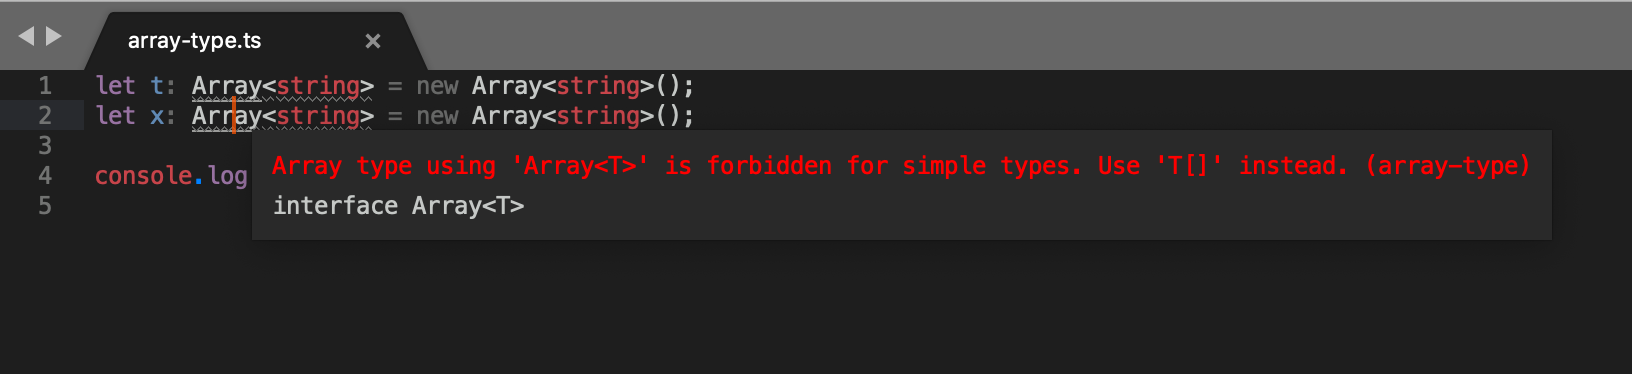 array-type.ts
1 let t: Array<string> = new Array<string>();
2 let x: Array<string> = new Array<string>();
3
Array type using 'Array<T>' is forbidden for simple types. Use 'T[]' instead. (array-type)
4 console.log
interface Array<T>
5